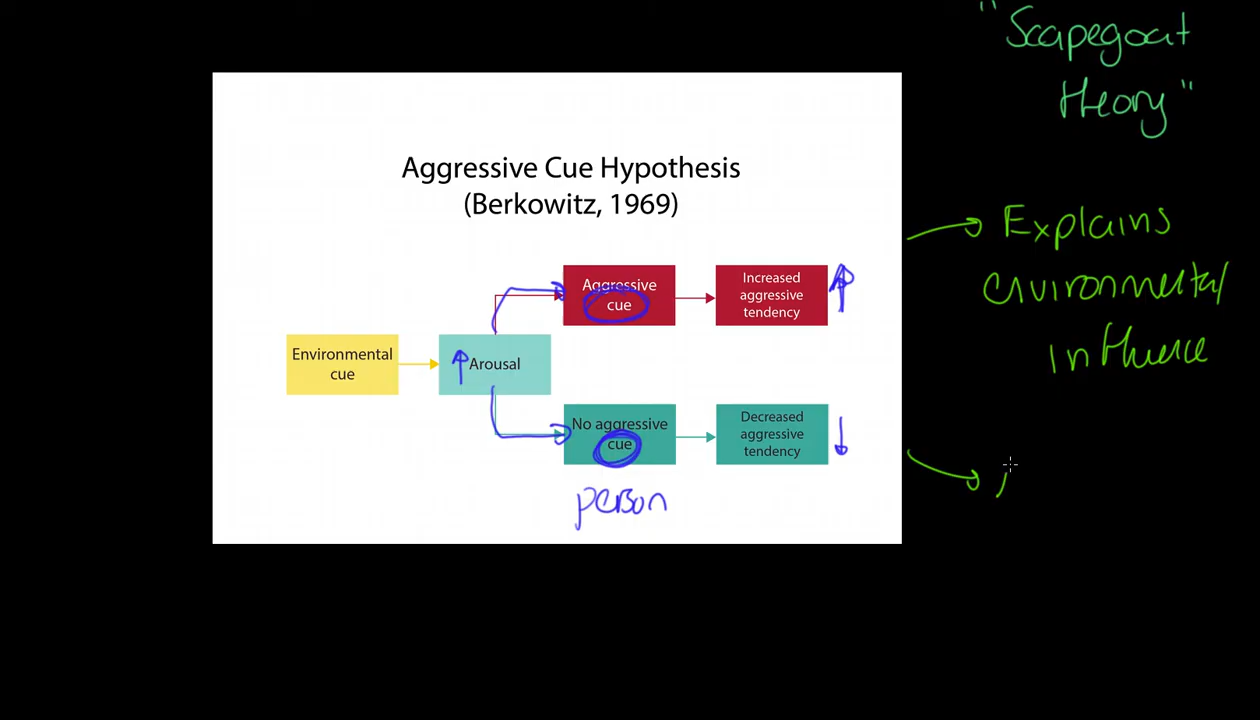 "Scapegoat
theory"
Aggressive Cue Hypothesis
(Berkowitz, 1969)
Explains
environmental
influence
Environmental
cue
Arousal
Aggressive
cue
Increased
aggressive
tendency
No aggressive
cue
Decreased
aggressive
tendency
person